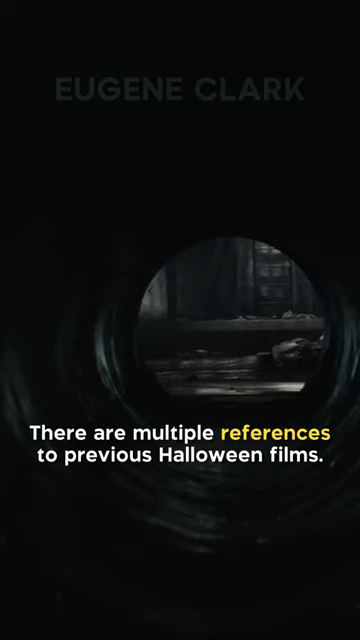 EUGENE CLARK
There are multiple references
to previous Halloween films.